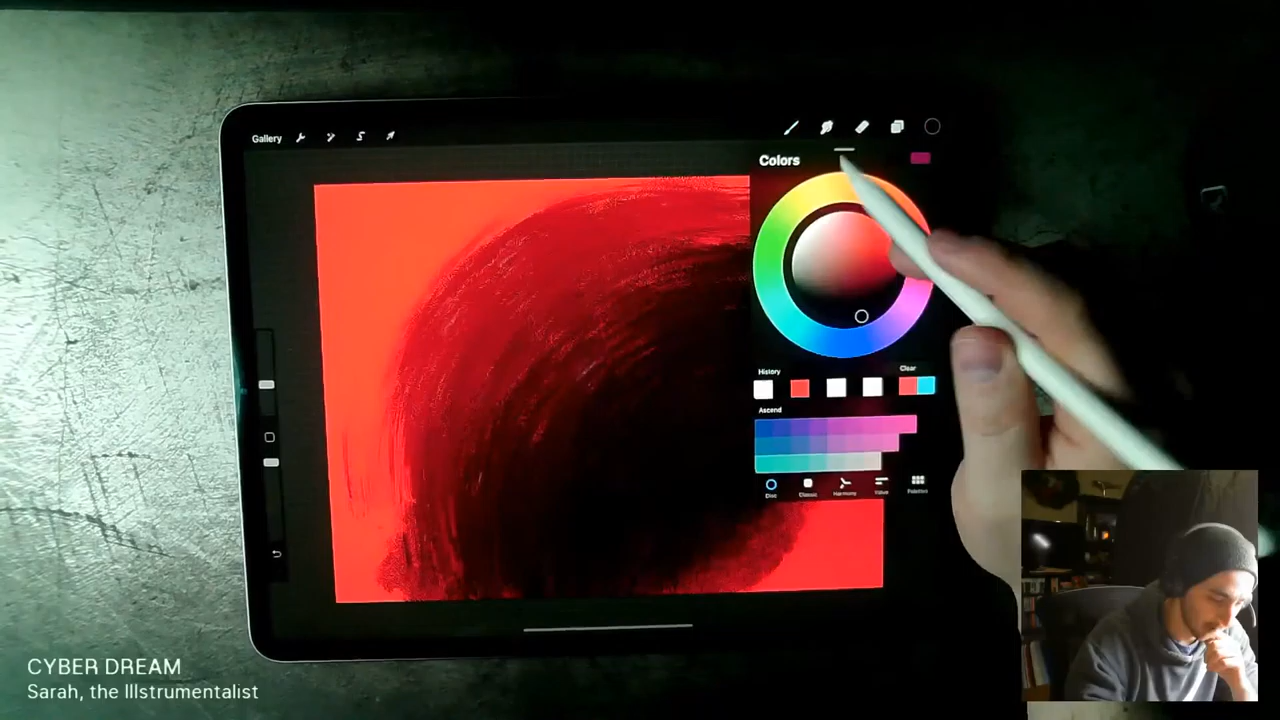 Gallery
Colors
History
Clear
Ascend
Disc
Classic
Harmony
Value
Palettes
CYBER DREAM
Sarah, the Illstrumentalist